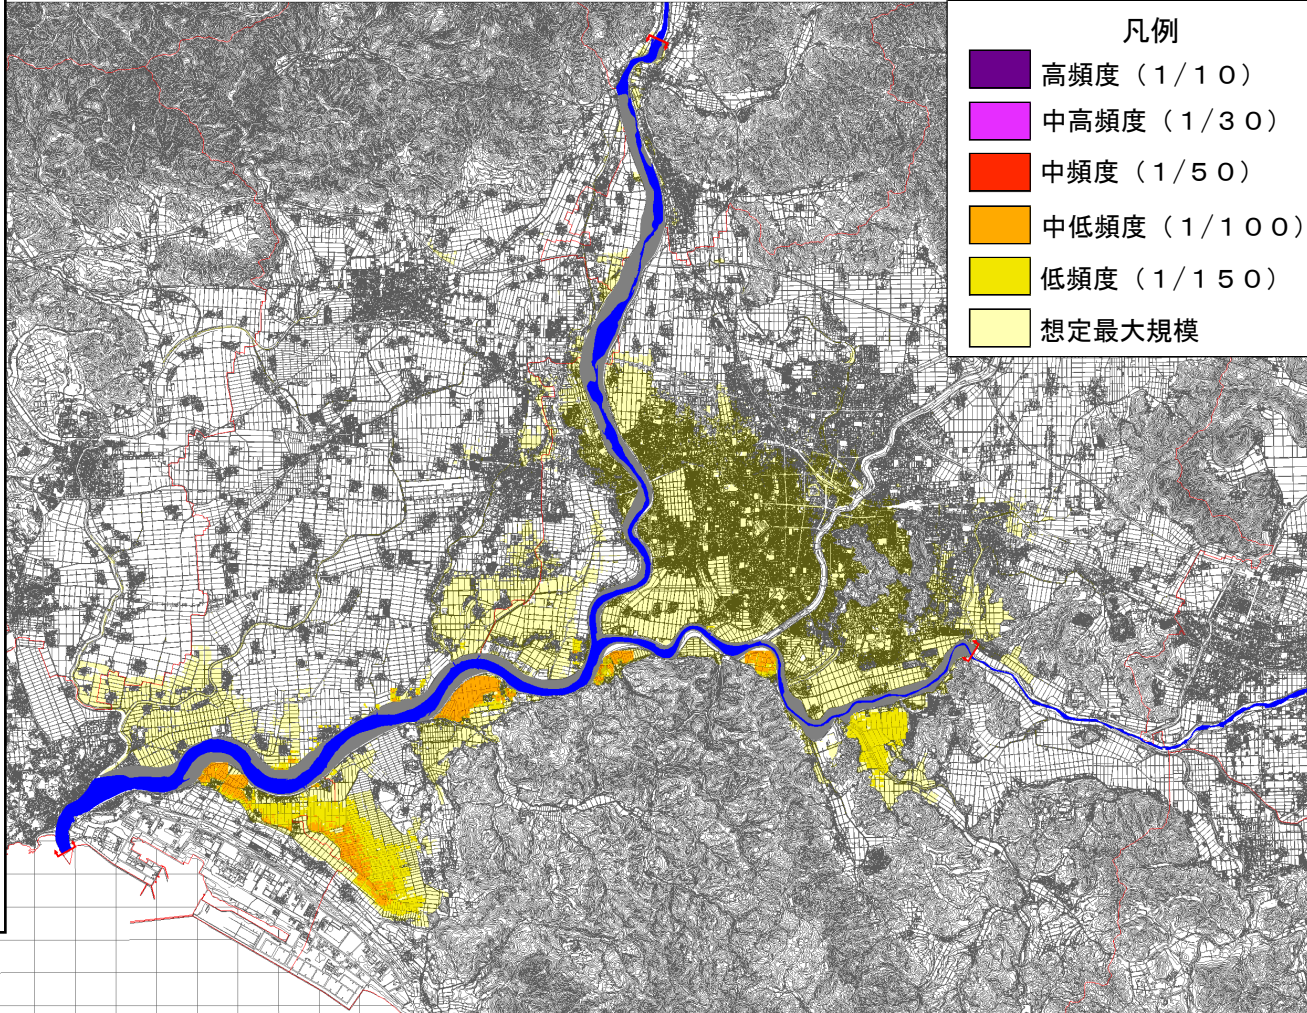 凡例
高頻度（１/１０）
中高頻度（１/３０）
中頻度（１/５０）
中低頻度（１/１００）
低頻度（１/１５０）
想定最大規模